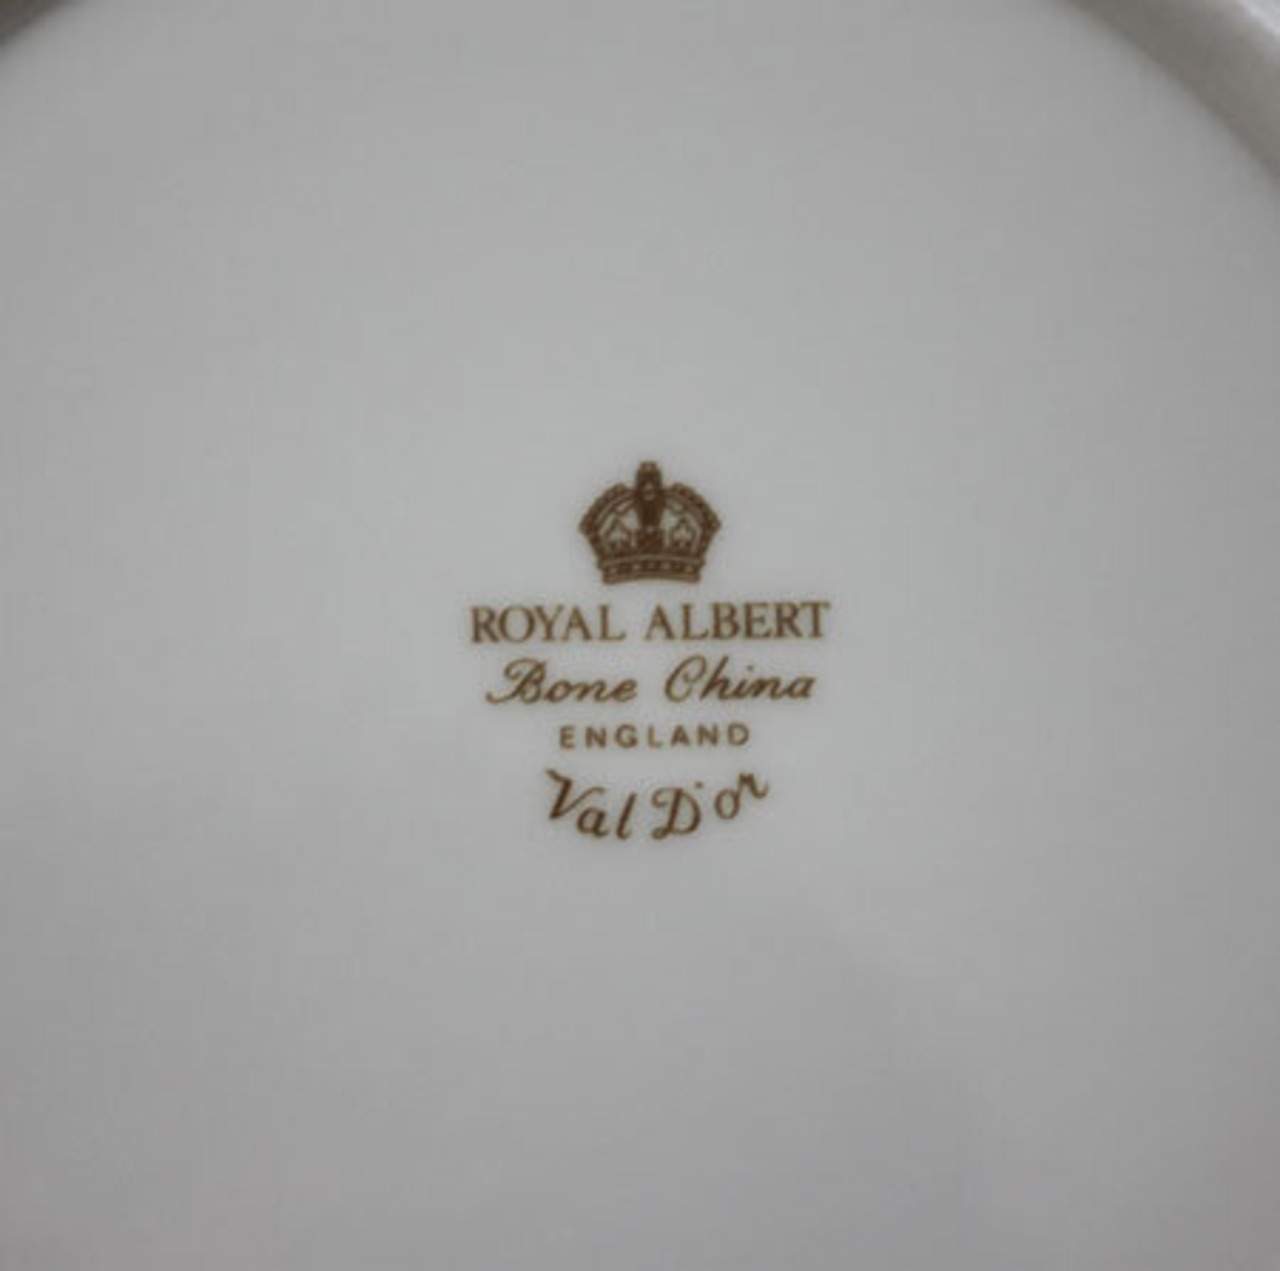 ROYAL ALBERT
Bone China
ENGLAND
Val D'or